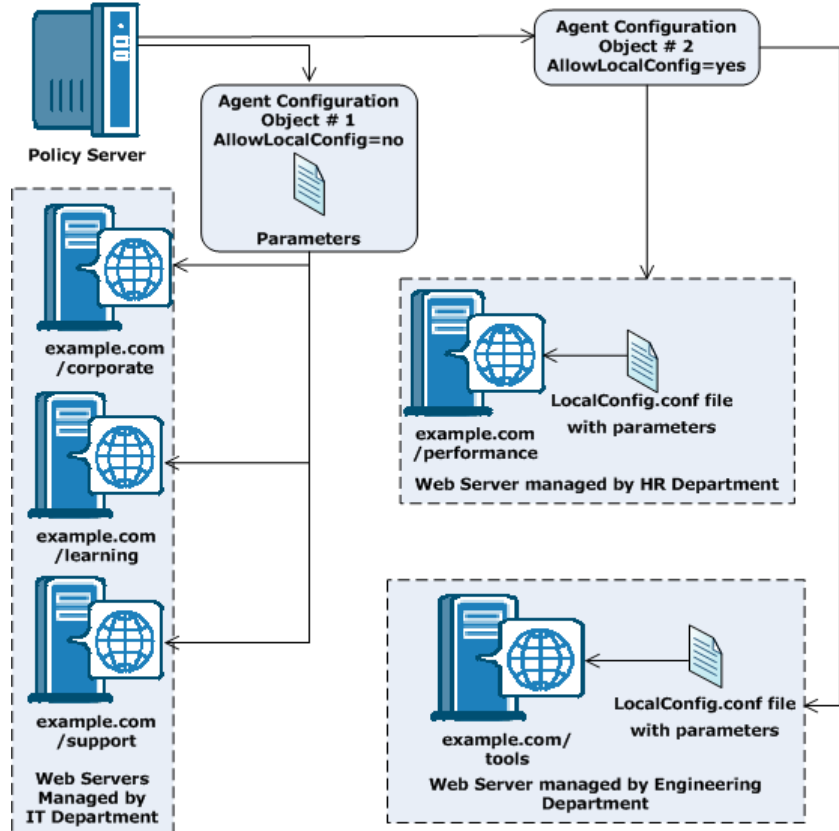 Policy Server
Agent Configuration
Object # 1
AllowLocalConfig=no
Parameters
Agent Configuration
Object # 2
AllowLocalConfig=yes
example.com
/corporate
example.com
/learning
example.com
/support
Web Servers
Managed by
IT Department
example.com
/performance
LocalConfig.conf file
with parameters
Web Server managed by HR Department
example.com/
tools
LocalConfig.conf file
with parameters
Web Server managed by Engineering
Department